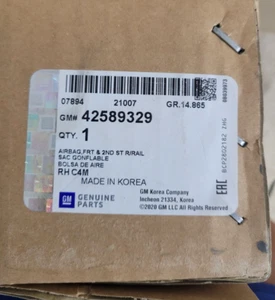 07894 21007 GR.14.865
GM# 42589329
QTY. 1
AIRBAG,FRT & 2ND ST R/RAIL
SAC GONFLABLE
BOLSA DE AIRE
RH C4M
MADE IN KOREA
GM
GENUINE
PARTS
GM Korea Company
Incheon 21334, Korea
©2020 GM LLC All Rights Reserved
EAC